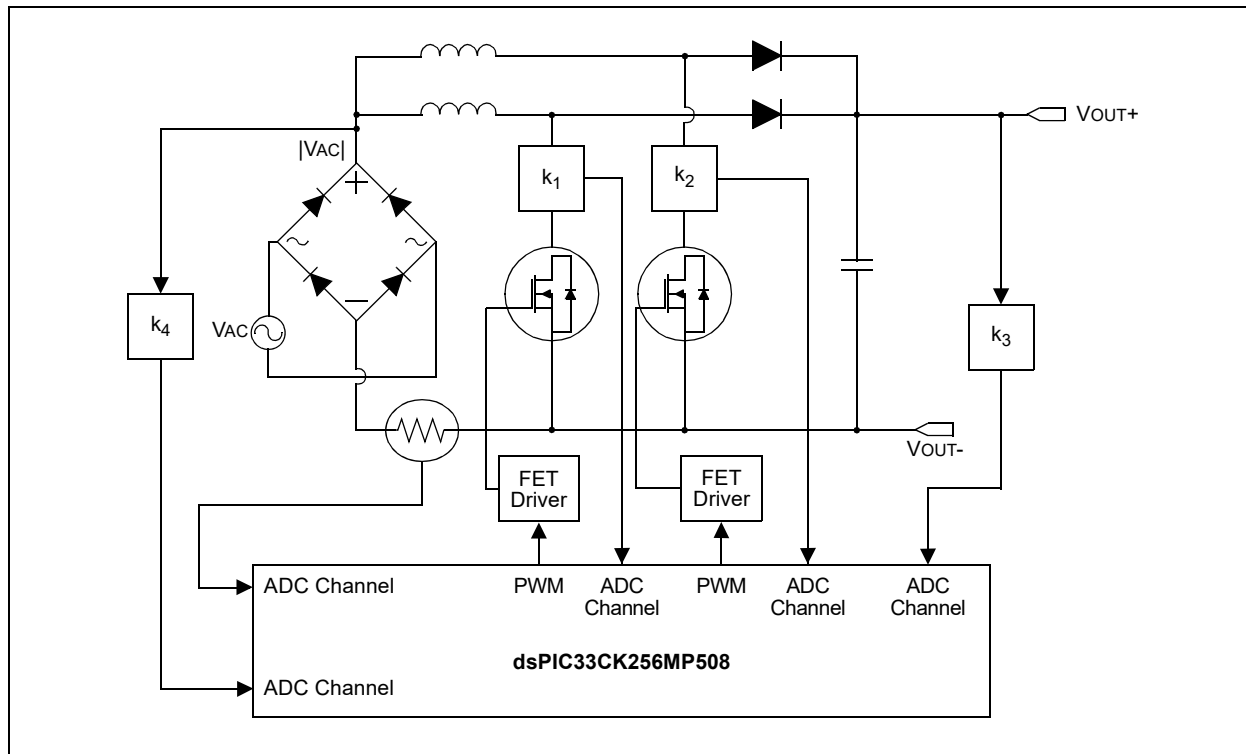 VOUT+
|VAC|
+
k1
k2
k4
VAC
k3
VOUT-
FET
Driver
FET
Driver
ADC Channel
PWM
ADC
Channel
PWM
ADC
Channel
ADC
Channel
dsPIC33CK256MP508
ADC Channel